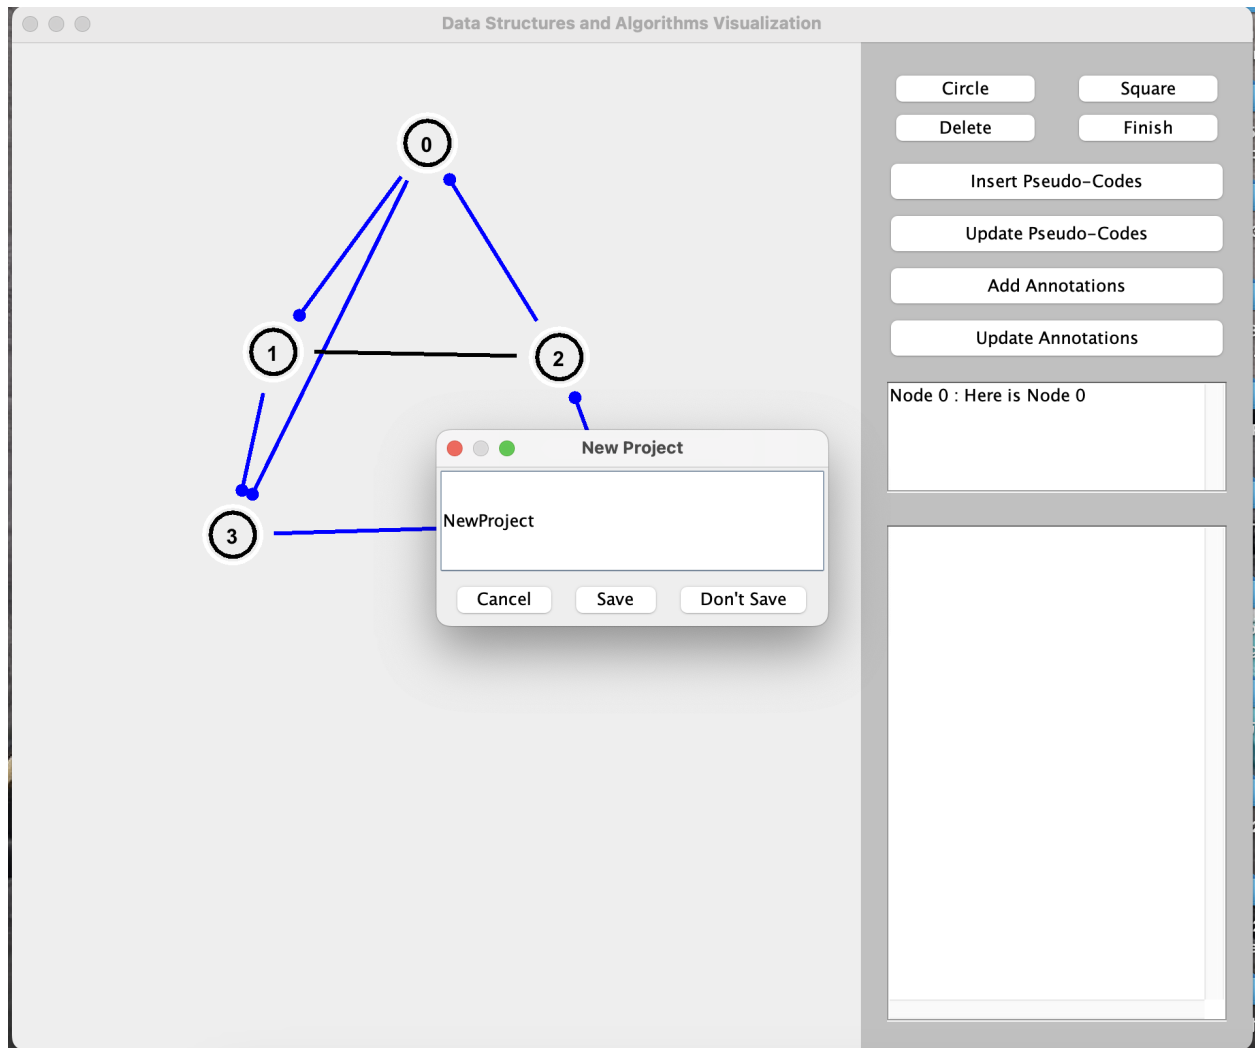 Data Structures and Algorithms Visualization
Circle
Square
Delete
Finish
Insert Pseudo-Codes
Update Pseudo-Codes
Add Annotations
Update Annotations
Node 0 : Here is Node 0
0
1
2
3
New Project
NewProject
Cancel
Save
Don't Save